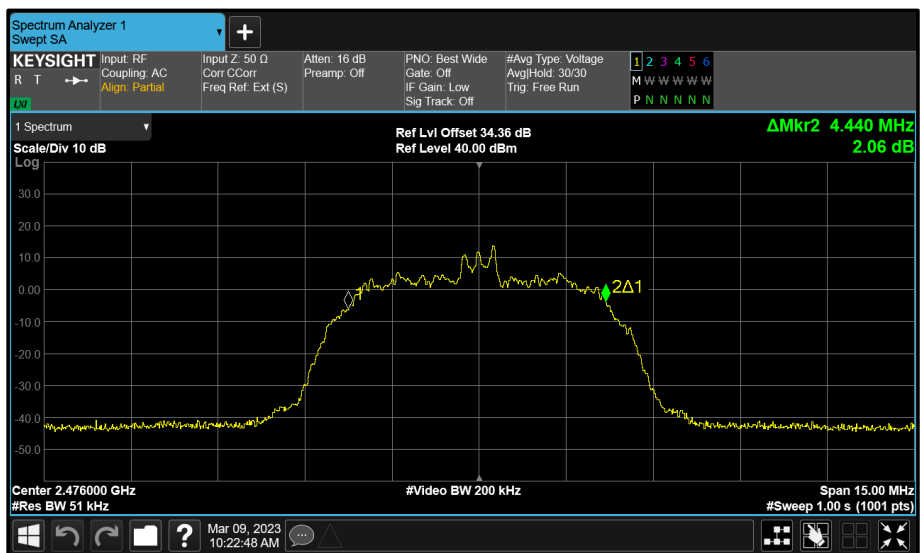 Spectrum Analyzer 1
Swept SA
+
KEYSIGHT
R T
LXI
Input: RF
Coupling: AC
Align: Partial
Input Z: 50 Ω
Corr CCorr
Freq Ref: Ext (S)
Atten: 16 dB
Preamp: Off
PNO: Best Wide
Gate: Off
IF Gain: Low
Sig Track: Off
#Avg Type: Voltage
Avg|Hold: 30/30
Trig: Free Run
1 2 3 4 5 6
M W W W W W
P N N N N N
1 Spectrum
Scale/Div 10 dB
Log
Ref Lvl Offset 34.36 dB
Ref Level 40.00 dBm
ΔMkr2 4.440 MHz
2.06 dB
30.0
20.0
10.0
0.00
-10.0
-20.0
-30.0
-40.0
-50.0
2Δ1
Center 2.476000 GHz
#Res BW 51 kHz
#Video BW 200 kHz
Span 15.00 MHz
#Sweep 1.00 s (1001 pts)
?
Mar 09, 2023
10:22:48 AM